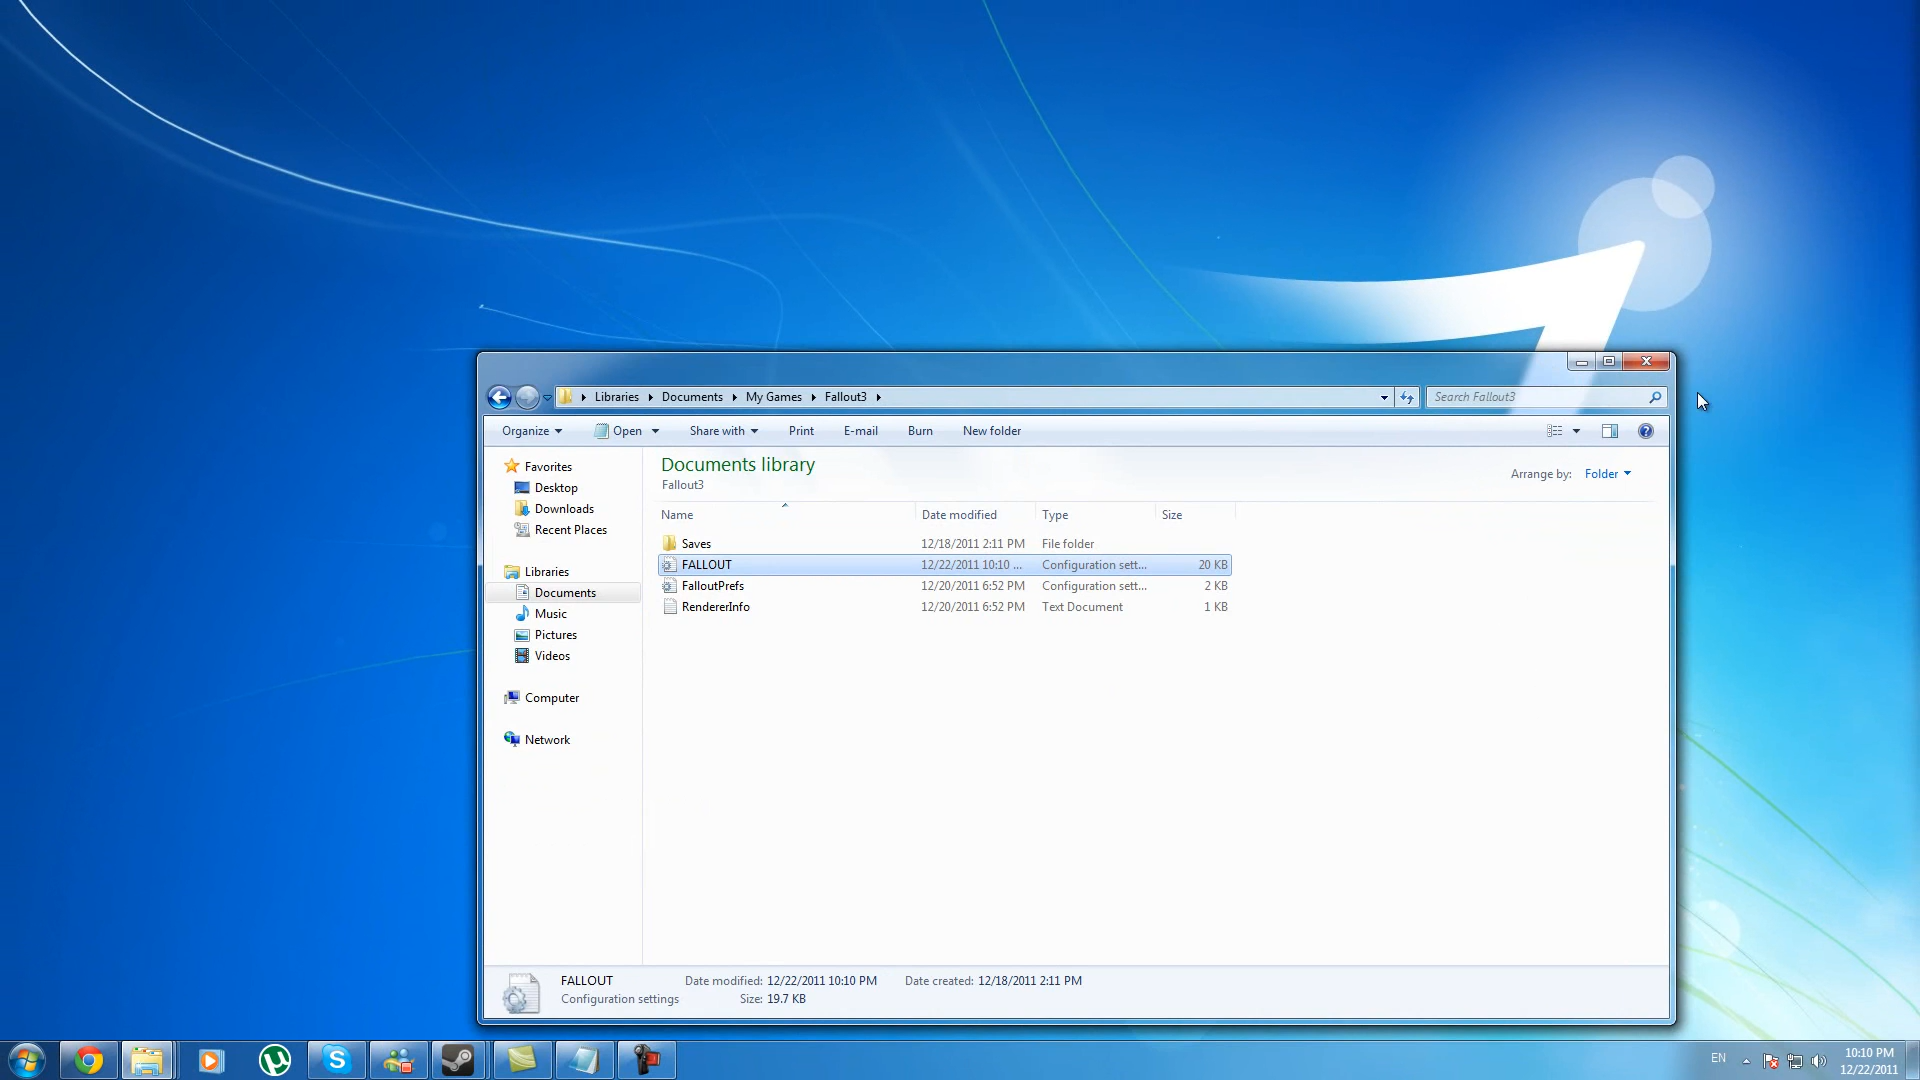 Libraries Documents My Games Fallout3
Search Fallout3
Organize Open Share with Print E-mail Burn New folder
Favorites
Desktop
Downloads
Recent Places
Libraries
Documents
Music
Pictures
Videos
Computer
Network
Documents library
Fallout3
Arrange by: Folder
Name Date modified Type Size
Saves 12/18/2011 2:11 PM File folder
FALLOUT 12/22/2011 10:10 ... Configuration sett... 20 KB
FalloutPrefs 12/20/2011 6:52 PM Configuration sett... 2 KB
RendererInfo 12/20/2011 6:52 PM Text Document 1 KB
FALLOUT Date modified: 12/22/2011 10:10 PM Date created: 12/18/2011 2:11 PM
Configuration settings Size: 19.7 KB
EN
10:10 PM
12/22/2011